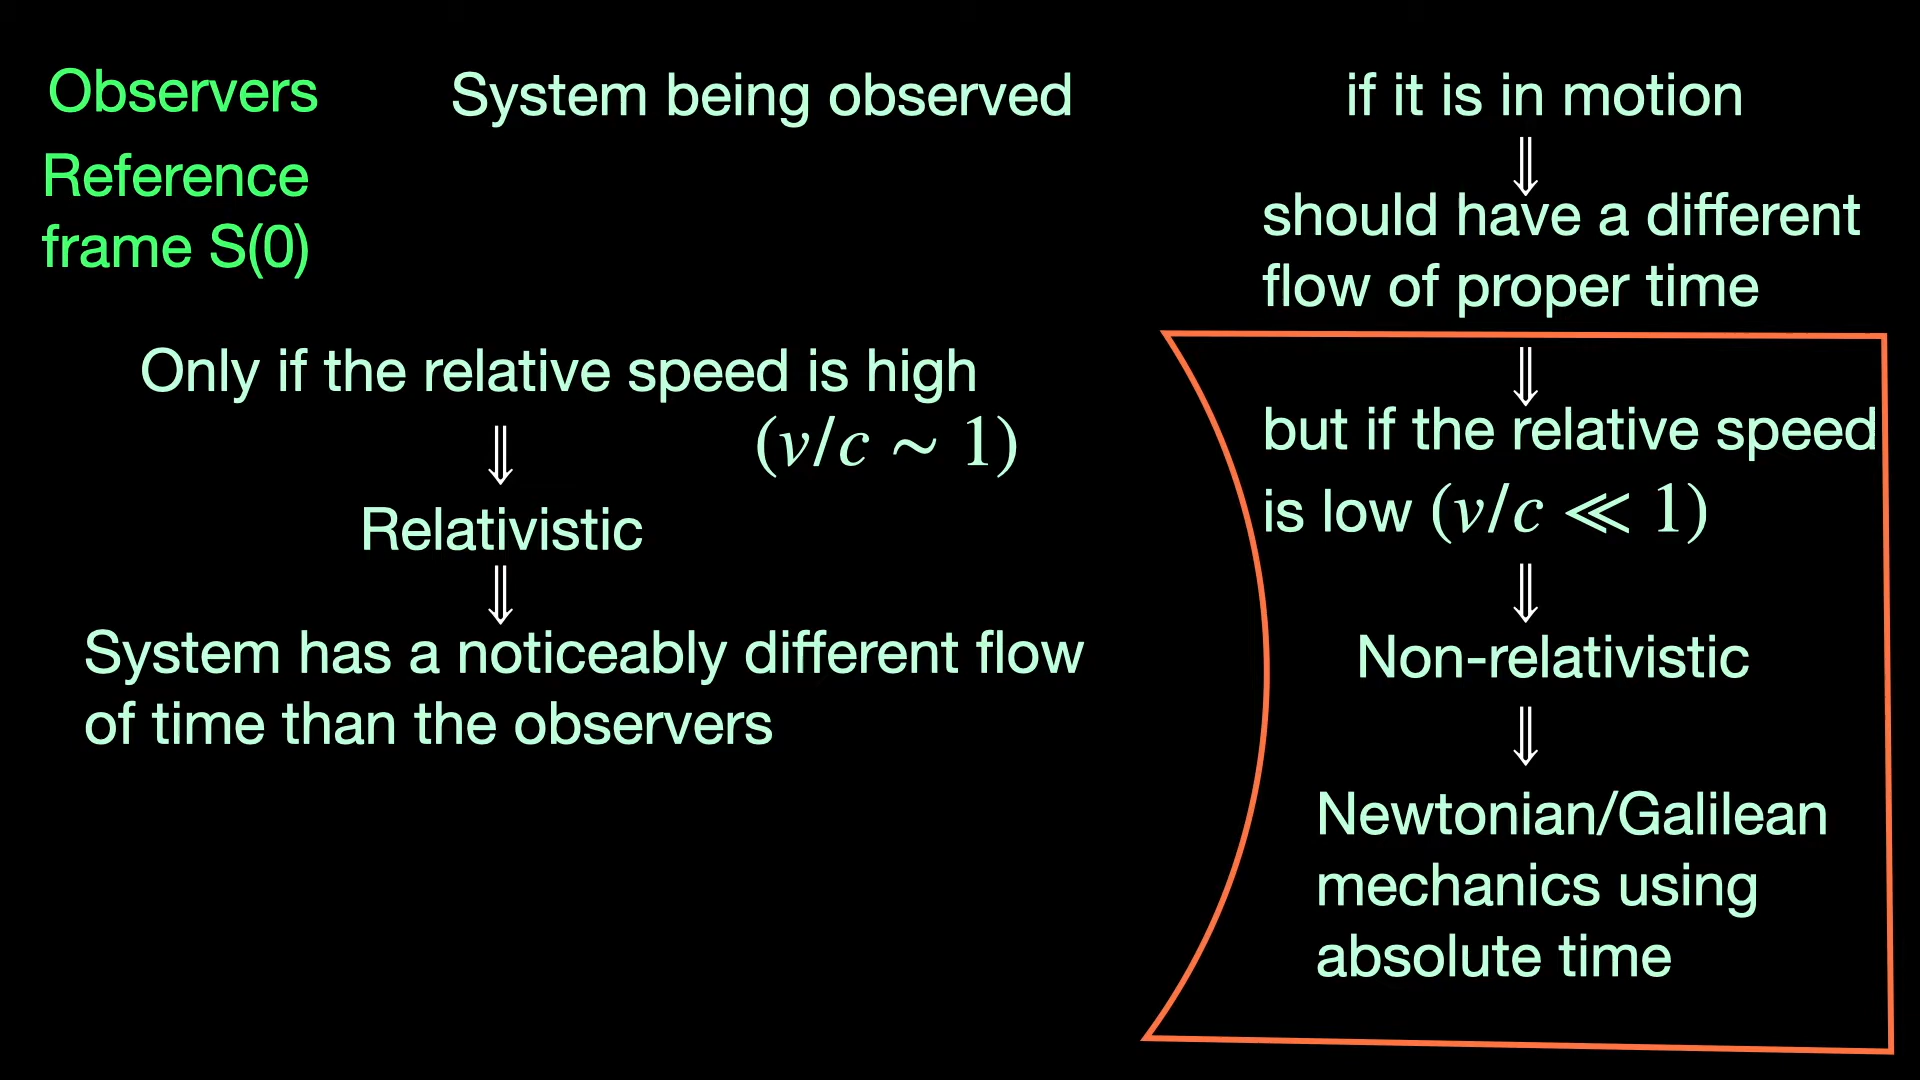 Observers
Reference
frame S(0)
System being observed
if it is in motion
⇓
should have a different
flow of proper time
⇓
but if the relative speed
is low (v/c ≪ 1)
⇓
Non-relativistic
⇓
Newtonian/Galilean
mechanics using
absolute time
Only if the relative speed is high
(v/c ∼ 1)
⇓
Relativistic
⇓
System has a noticeably different flow
of time than the observers